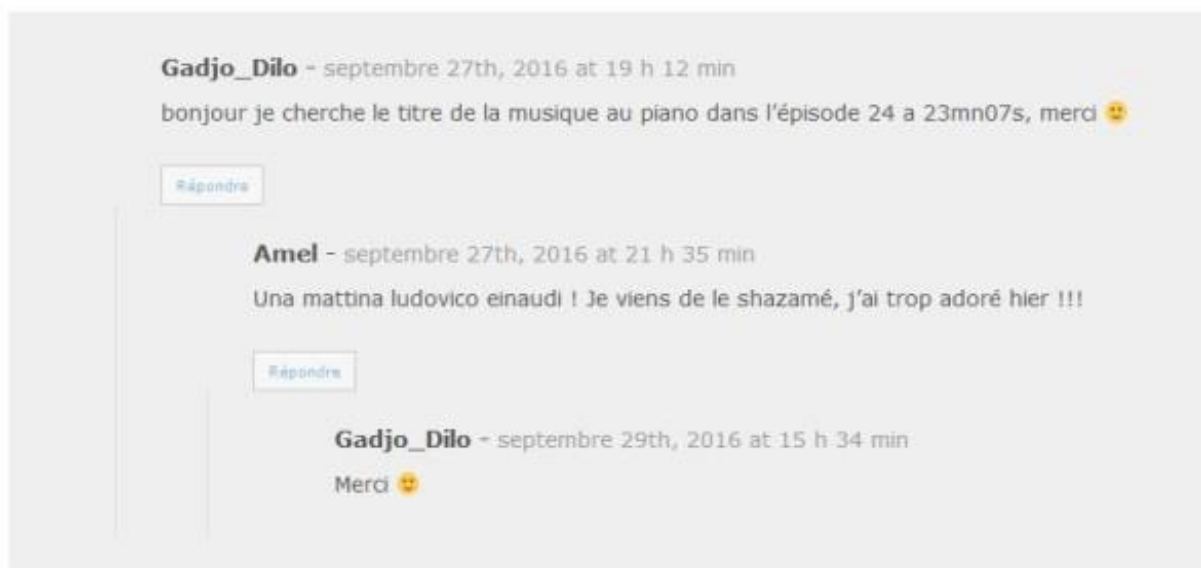 Gadjo_Dilo - septembre 27th, 2016 at 19 h 12 min
bonjour je cherche le titre de la musique au piano dans l'épisode 24 a 23mn07s, merci 🙂
Répondre
Amel - septembre 27th, 2016 at 21 h 35 min
Una mattina ludovico einaudi ! Je viens de le shazamé, j'ai trop adoré hier !!!
Répondre
Gadjo_Dilo - septembre 29th, 2016 at 15 h 34 min
Merci 🙂